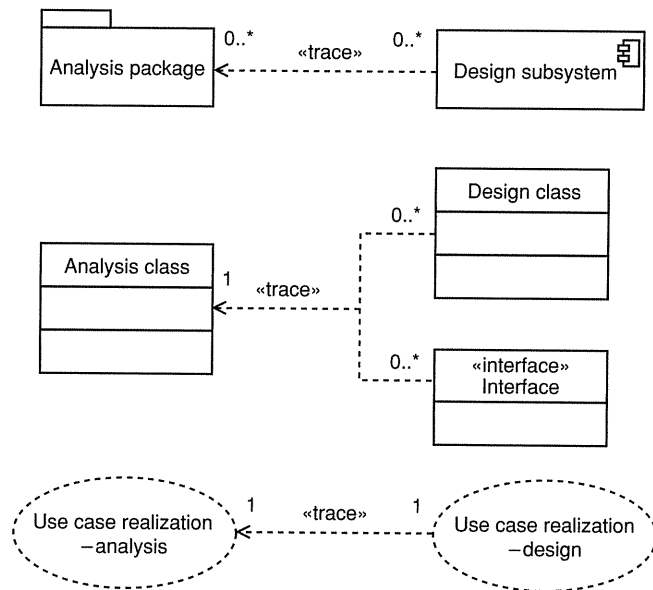 0..* «trace» 0..*
Analysis package
Design subsystem
Design class
0..*
Analysis class
1 «trace»
0..*
«interface»
Interface
1 «trace» 1
Use case realization
–analysis
Use case realization
–design